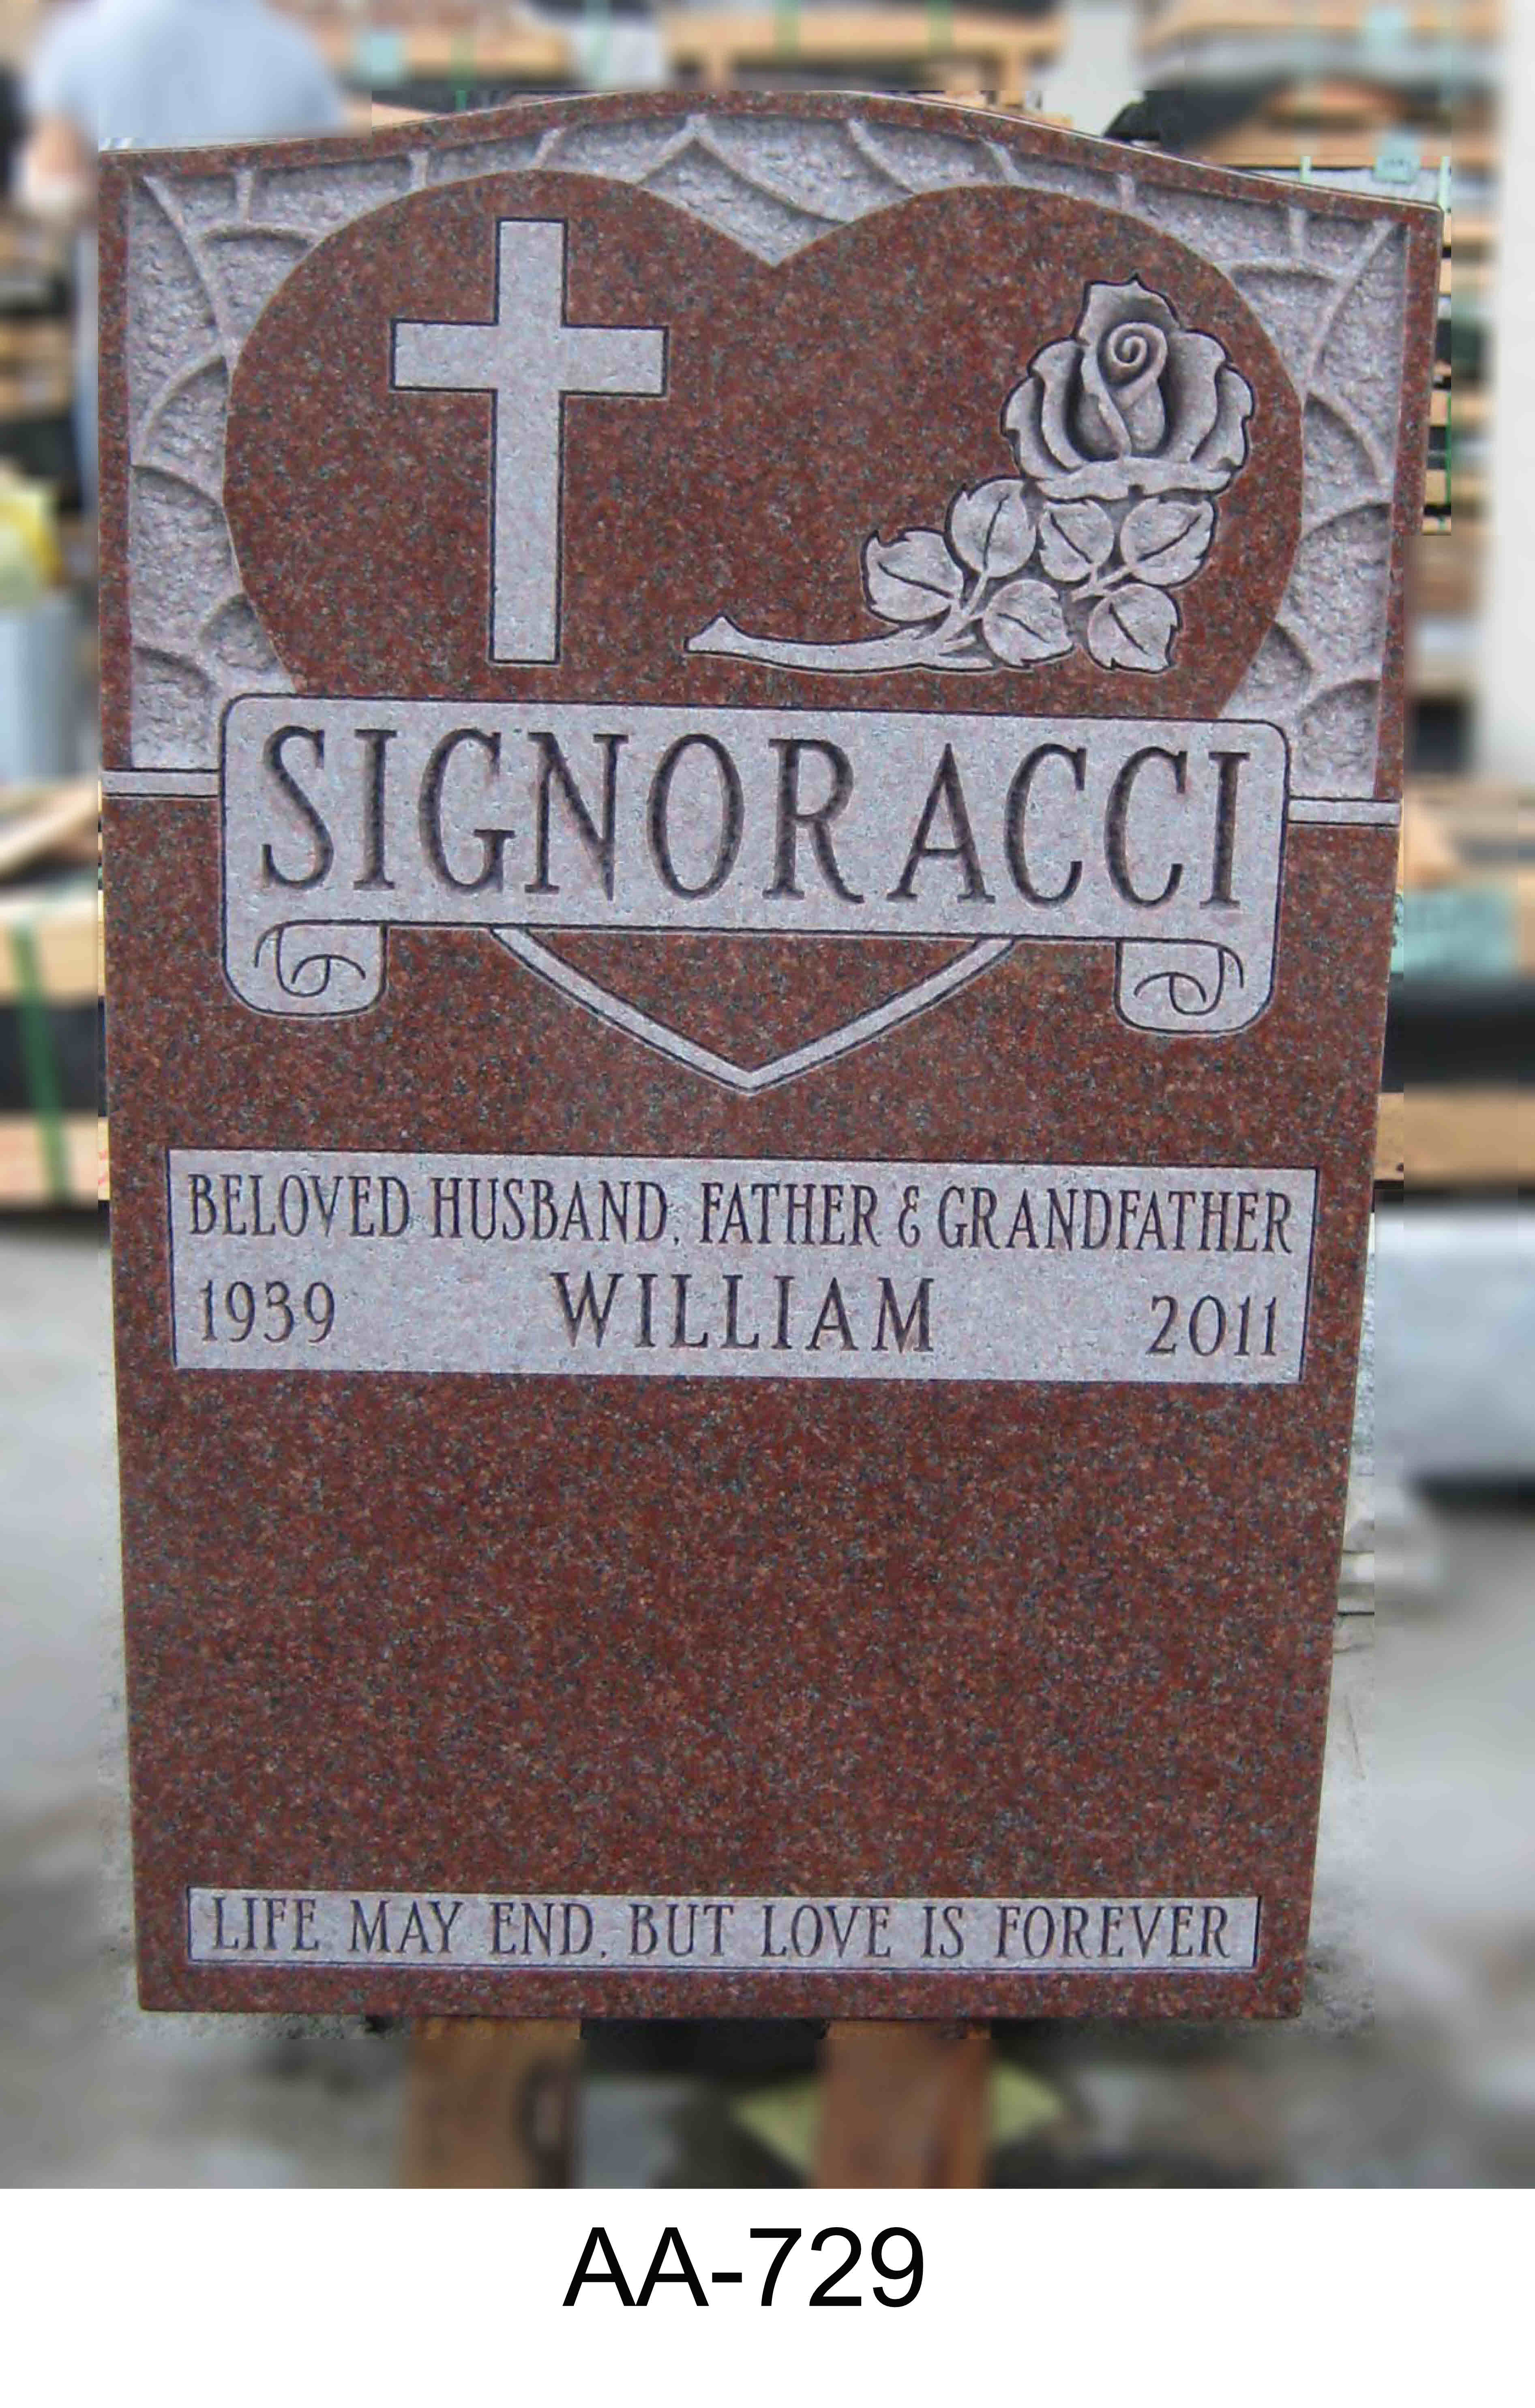 SIGNORACCI
BELOVED HUSBAND, FATHER & GRANDFATHER
1939 WILLIAM 2011
LIFE MAY END, BUT LOVE IS FOREVER
AA-729